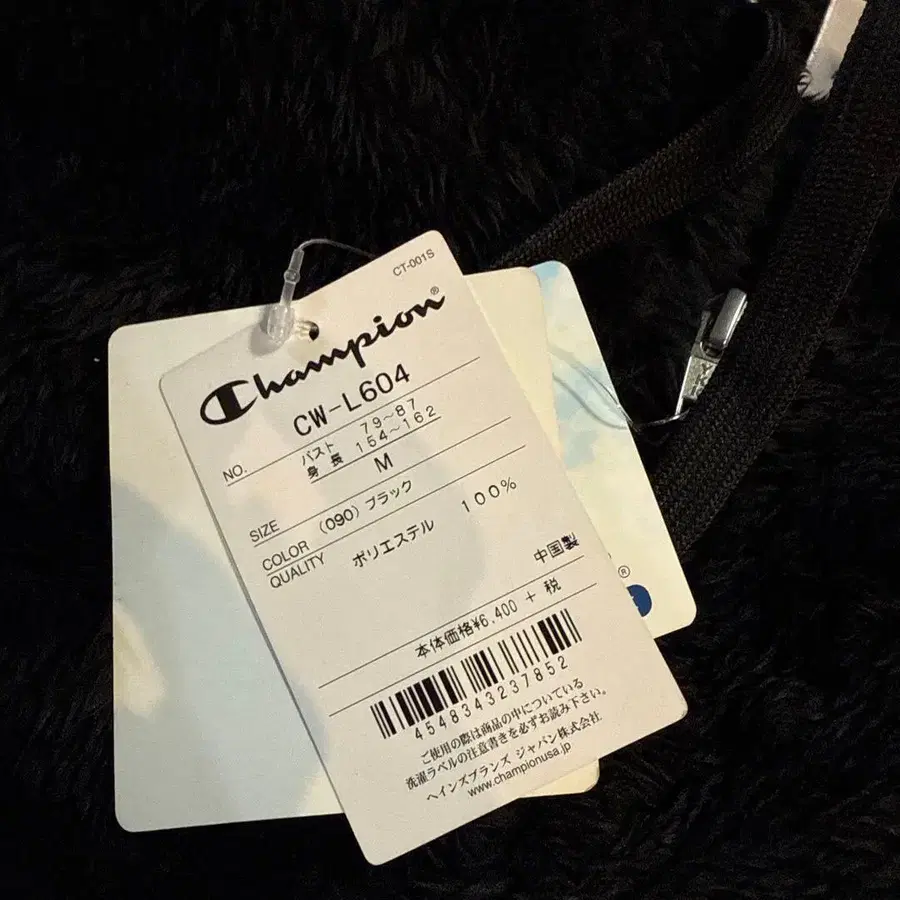 CT-001S
Champion®
NO. CW-L604
バスト 79~87
身長 154~162
SIZE M
COLOR (090) ブラック
QUALITY ポリエステル 100%
中国製
本体価格¥6,400 + 税
4548343237852
ご使用の際は商品の中についている
洗濯ラベルの注意書きを必ずお読み下さい。
ヘインズブランズ ジャパン株式会社
www.championusa.jp
®